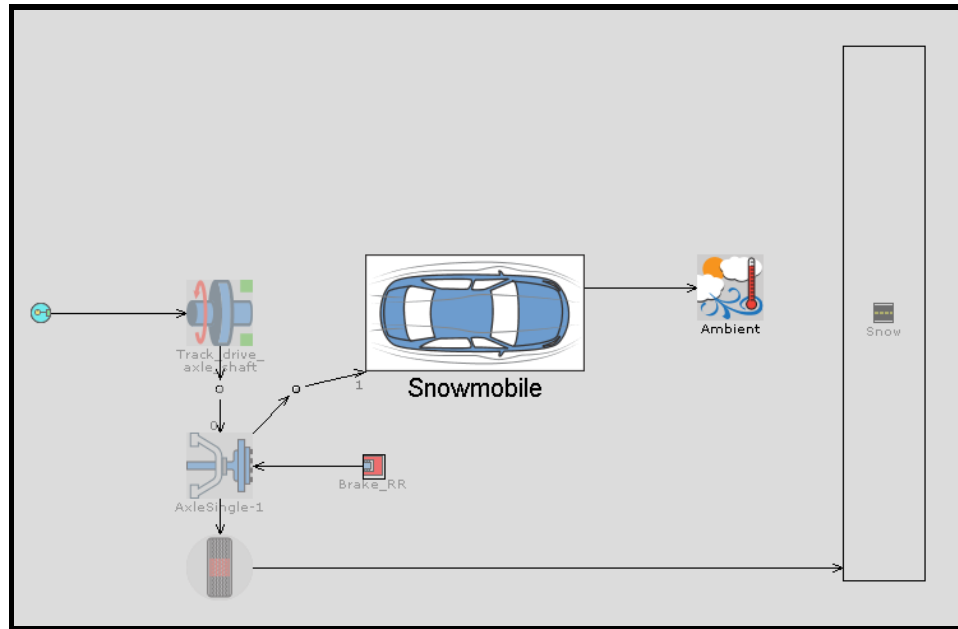 Track_drive_
axle_shaft
Ambient
Snow
1
Snowmobile
0
Brake_RR
AxleSingle-1